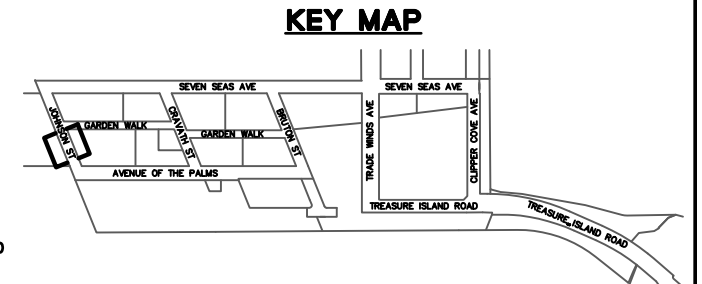 KEY MAP
SEVEN SEAS AVE
SEVEN SEAS AVE
JOHNSON ST
GARDEN WALK
CRAVATH ST
GARDEN WALK
BRUTON ST
TRADE WINDS AVE
CLIPPER COVE AVE
AVENUE OF THE PALMS
TREASURE ISLAND ROAD
TREASURE ISLAND ROAD